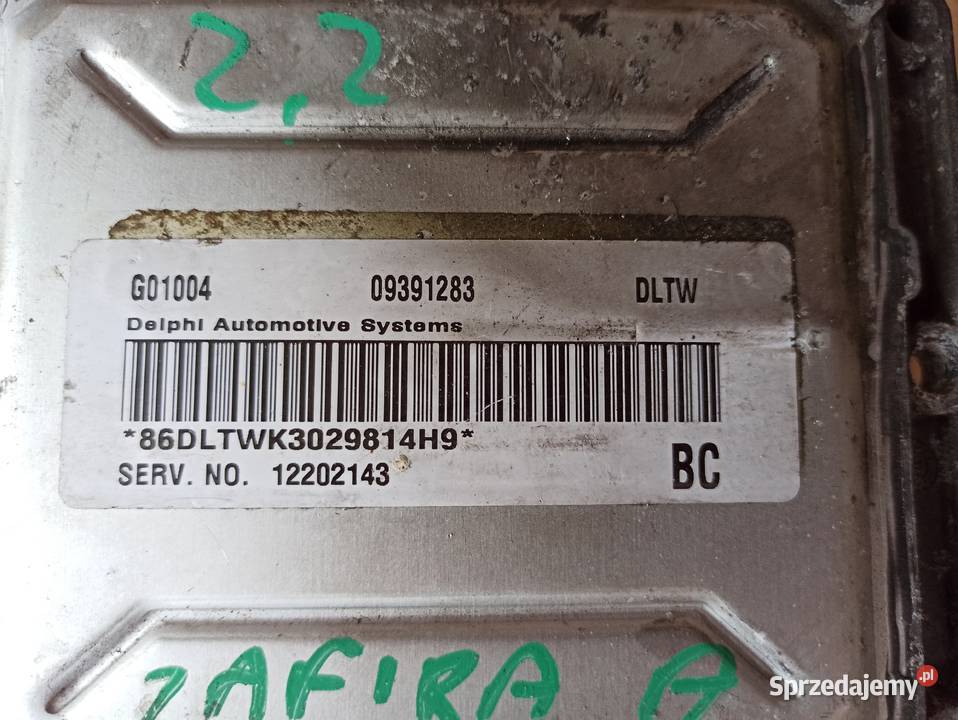 2,2
G01004 09391283 DLTW
Delphi Automotive Systems
*86DLTWK3029814H9*
SERV. NO. 12202143 BC
ZAFIRA A
Sprzedajemy.pl